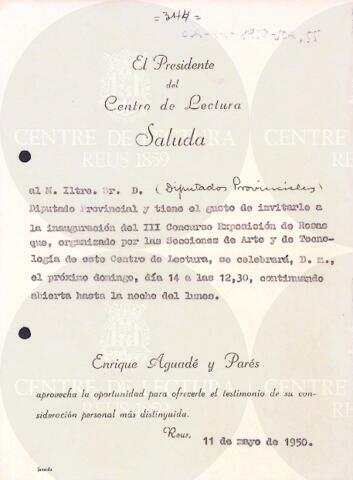 =344=
El Presidente
del
Centro de Lectura
Saluda
al M. Iltre. Sr. D. (Diputados Provinciales)
Diputado Provincial y tiene el gusto de invitarle a
la inauguración del III Concurso Exposición de Rosas
que, organizado por las Secciones de Arte y de Tecno-
logía de este Centro de Lectura, se celebrará, D. m.,
el próximo domingo, día 14 a las 12,30, continuando
abierta hasta la noche del lunes.
Enrique Aguadé y Parés
aprovecha la oportunidad para ofrecerle el testimonio de su con-
sideración personal más distinguida.
Reus, 11 de mayo de 1950.
CENTRE DE LECTURA
REUS 1859